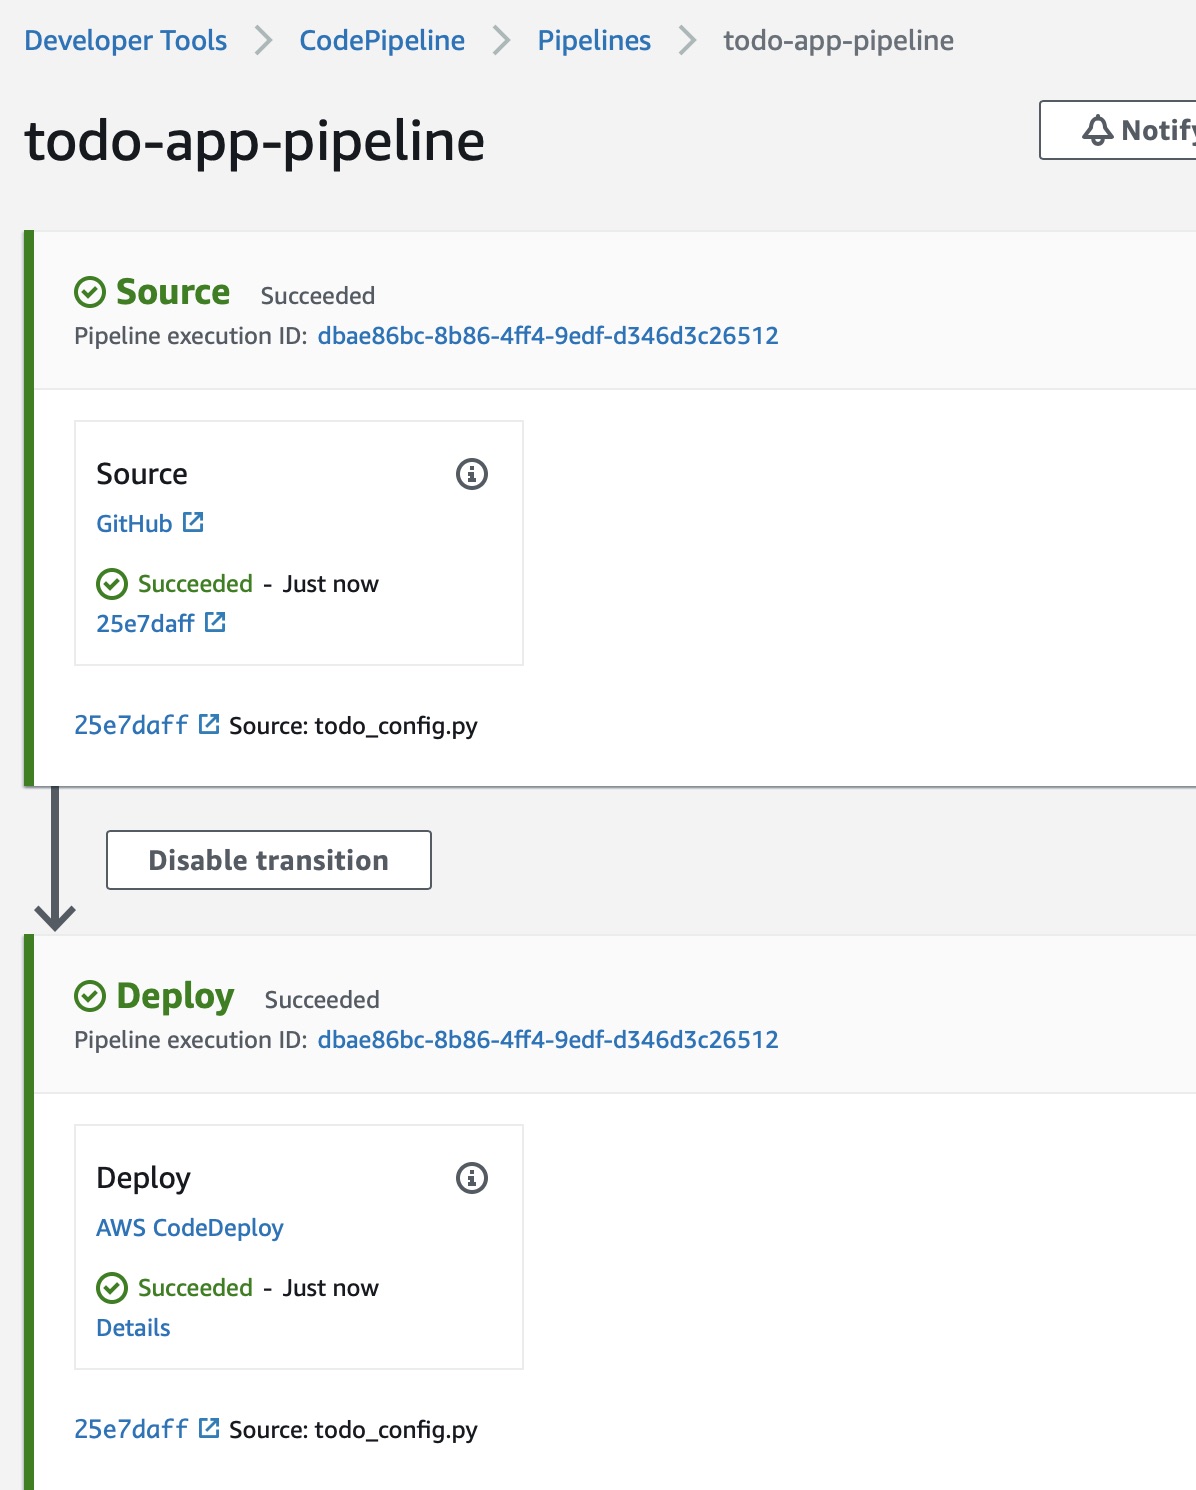 Developer Tools CodePipeline Pipelines todo-app-pipeline
todo-app-pipeline
Notify
Source Succeeded
Pipeline execution ID: dbae86bc-8b86-4ff4-9edf-d346d3c26512
Source
GitHub
Succeeded - Just now
25e7daff
25e7daff Source: todo_config.py
Disable transition
Deploy Succeeded
Pipeline execution ID: dbae86bc-8b86-4ff4-9edf-d346d3c26512
Deploy
AWS CodeDeploy
Succeeded - Just now
Details
25e7daff Source: todo_config.py